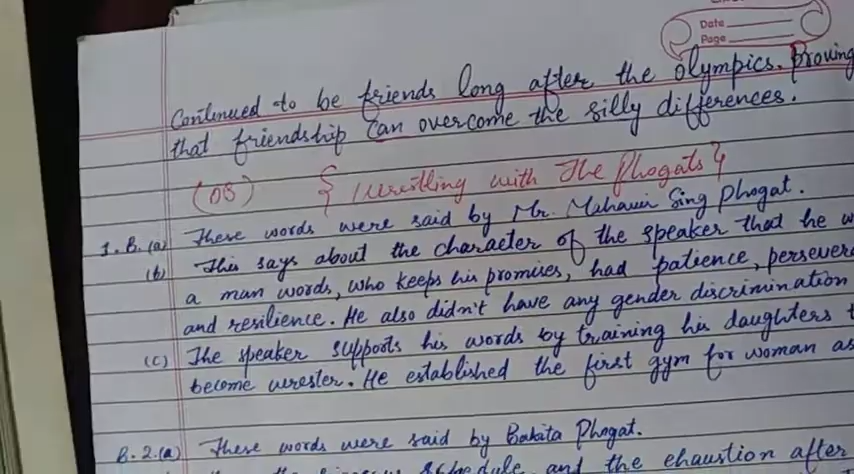 Date
Page
Continued to be friends long after the olympics. Proving
that friendship can overcome the silly differences.
(08) { Wrestling with The Phogats }
1. B. (a) These words were said by Mr. Mahavir Sing Phogat.
(b) This says about the character of the speaker that he w
a man words, who keeps his promises, had patience, persever
and resilience. He also didn't have any gender discrimination
(c) The speaker supports his words by training his daughters t
become wrester. He established the first gym for woman as
B. 2. (a) These words were said by Babita Phogat.
schedule and the ehaustion after